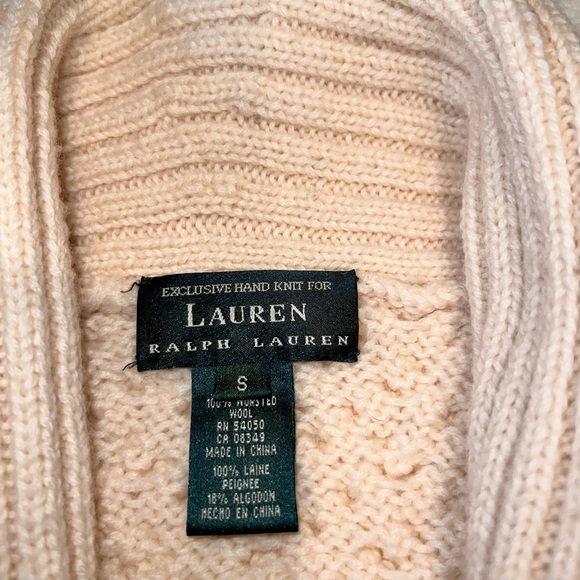 EXCLUSIVE HAND KNIT FOR
LAUREN
RALPH LAUREN
S
100% WORSTED
WOOL
RN 54050
CA 08349
MADE IN CHINA
100% LAINE
PEIGNEE
18% ALGODON
HECHO EN CHINA